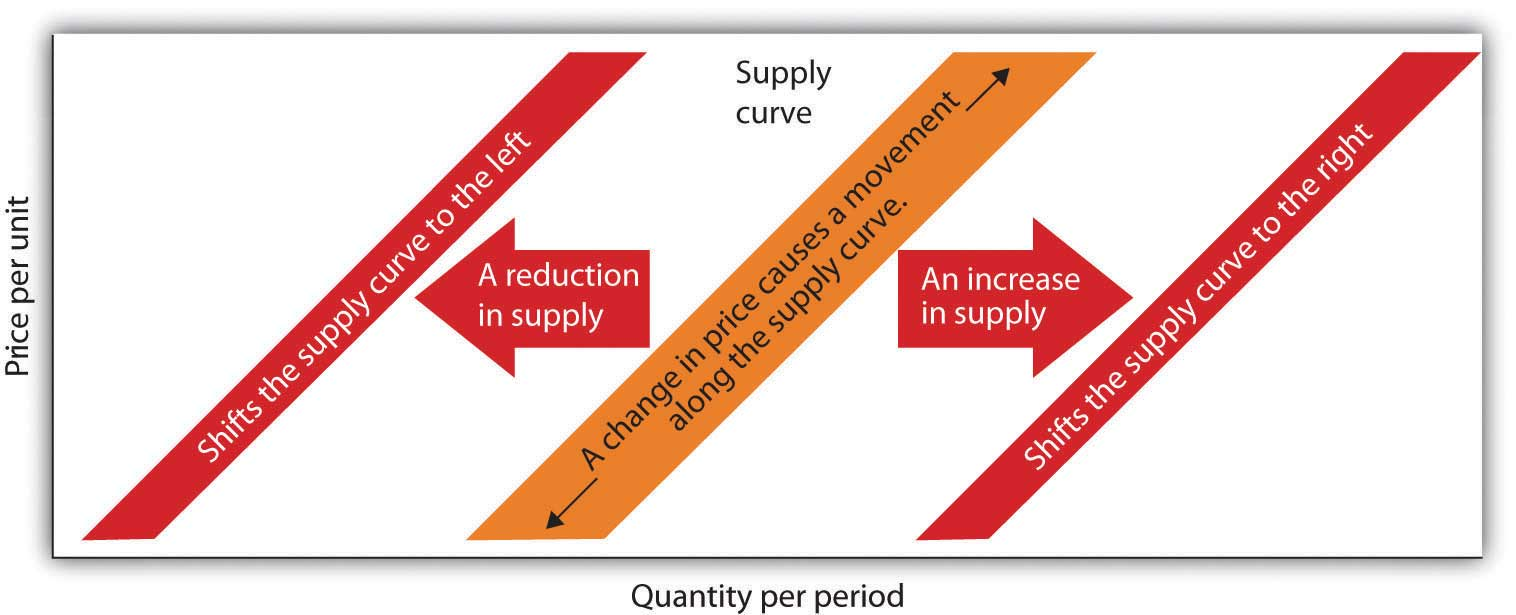 Supply
curve
Shifts the supply curve to the left
A reduction
in supply
A change in price causes a movement
along the supply curve.
An increase
in supply
Shifts the supply curve to the right
Price per unit
Quantity per period